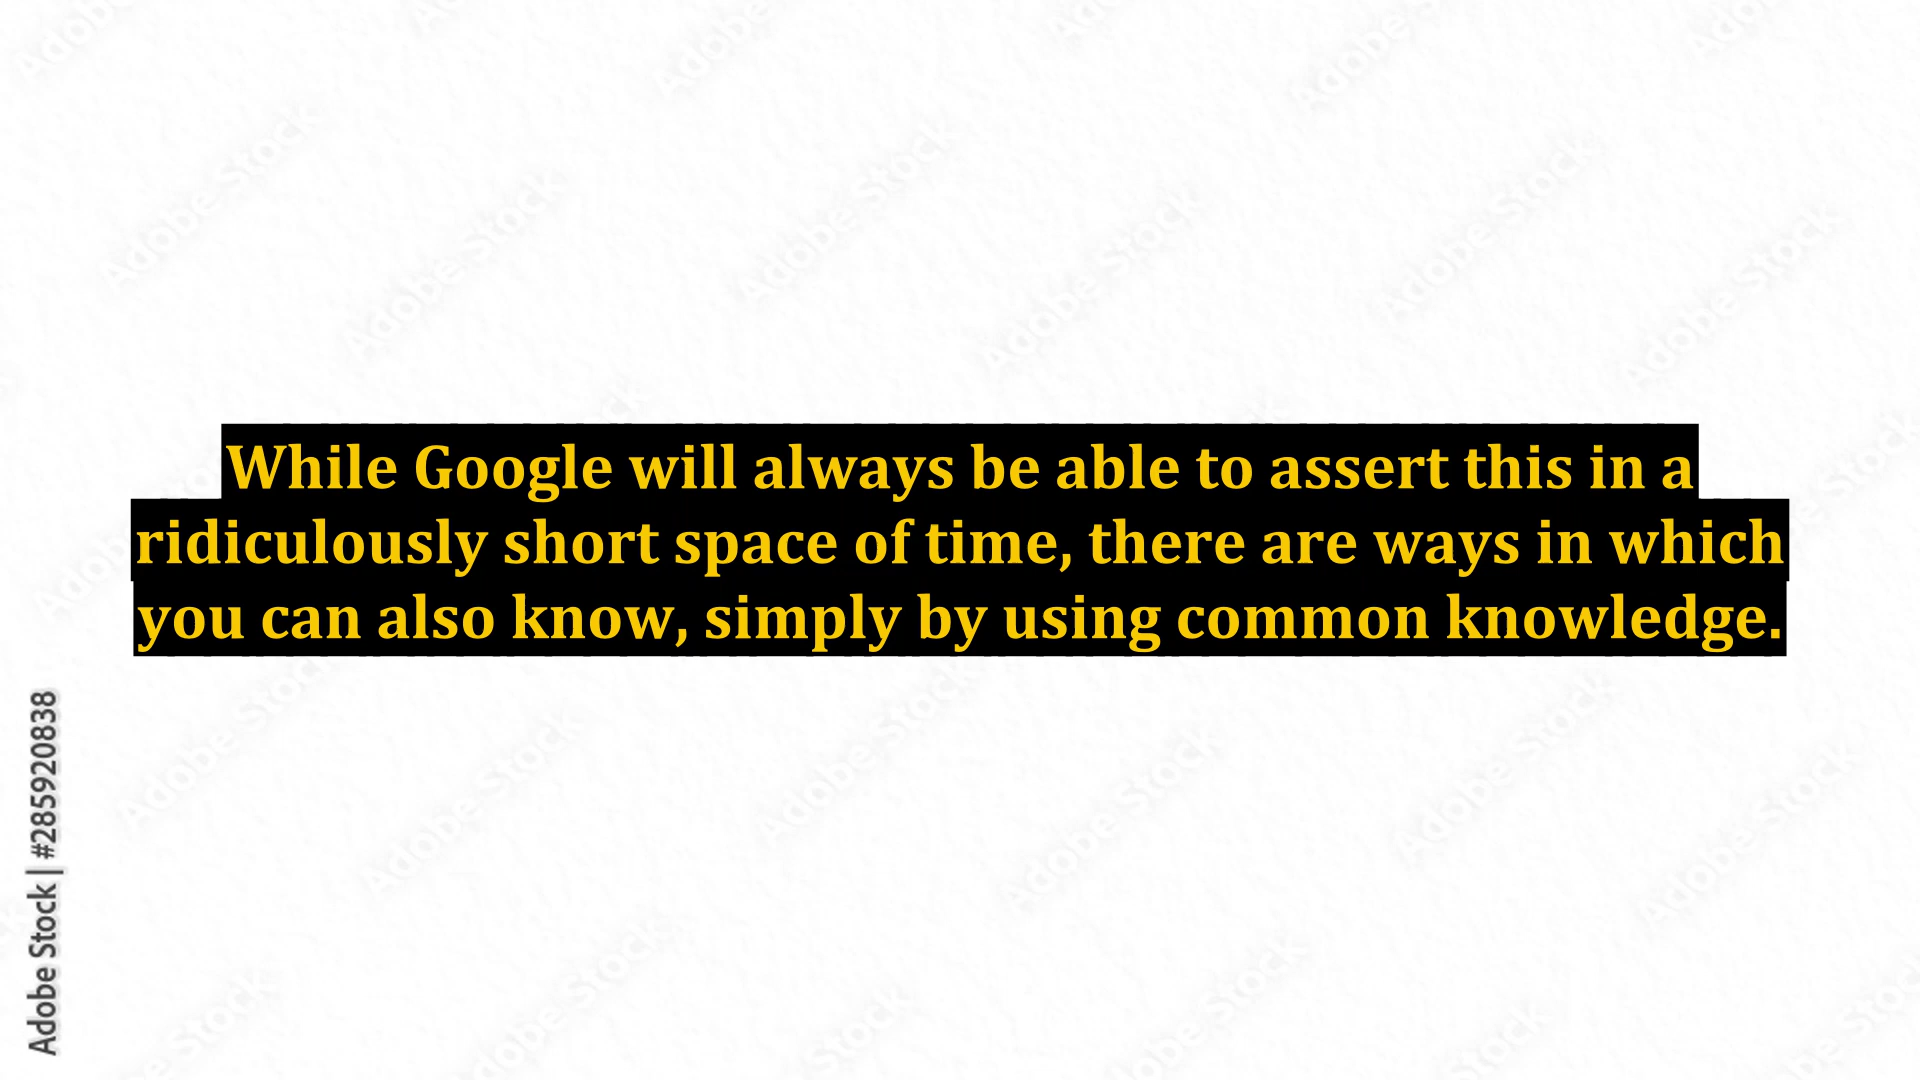 While Google will always be able to assert this in a
ridiculously short space of time, there are ways in which
you can also know, simply by using common knowledge.
Adobe Stock | #285920838